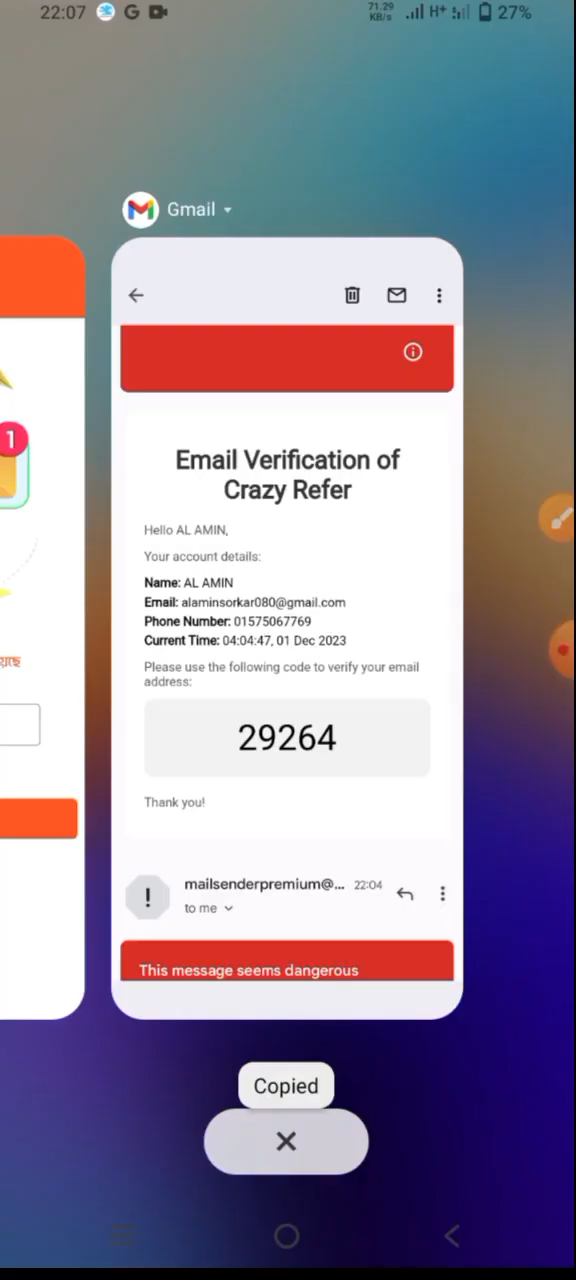 22:07
71.29
KB/s
H+
27%
Gmail
1
Email Verification of
Crazy Refer
Hello AL AMIN,
Your account details:
Name: AL AMIN
Email: alaminsorkar080@gmail.com
Phone Number: 01575067769
Current Time: 04:04:47, 01 Dec 2023
Please use the following code to verify your email
address:
29264
Thank you!
mailsenderpremium@...
22:04
to me
This message seems dangerous
Copied